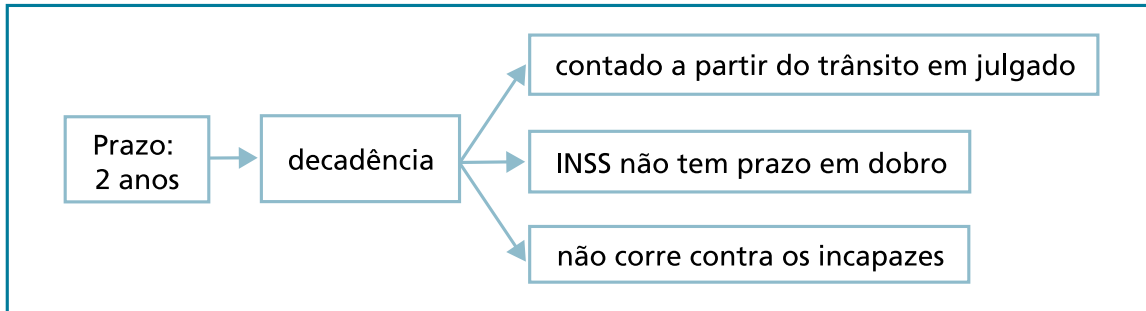 Prazo:
2 anos
decadência
contado a partir do trânsito em julgado
INSS não tem prazo em dobro
não corre contra os incapazes